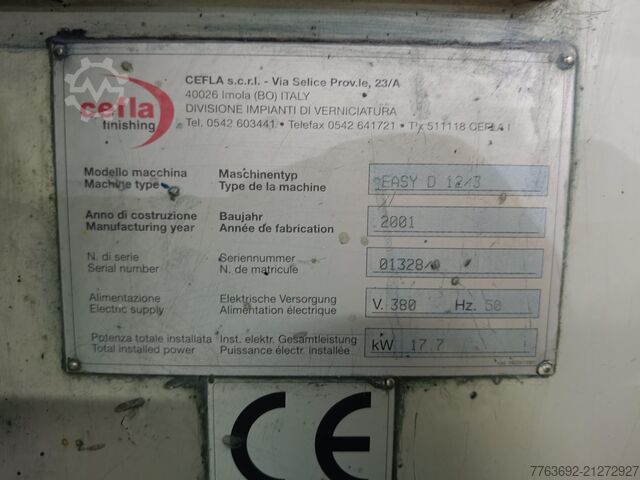 CEFLA s.c.r.l. - Via Selice Prov.le, 23/A
40026 Imola (BO) ITALY
DIVISIONE IMPIANTI DI VERNICIATURA
Tel. 0542 603441 • Telefax 0542 641721 • Tx 511118 CEFLA I
cefla
finishing
Modello macchina Maschinentyp EASY D 12/3
Machine type Type de la machine
Anno di costruzione Baujahr 2001
Manufacturing year Année de fabrication
N. di serie Seriennummer 01328/
Serial number N. de matricule
Alimentazione Elektrische Versorgung V. 380 Hz. 50
Electric supply Alimentation électrique
Potenza totale installata Inst. elektr. Gesamtleistung kW 17.7
Total installed power Puissance électr. installée
CE
7763692-21272927